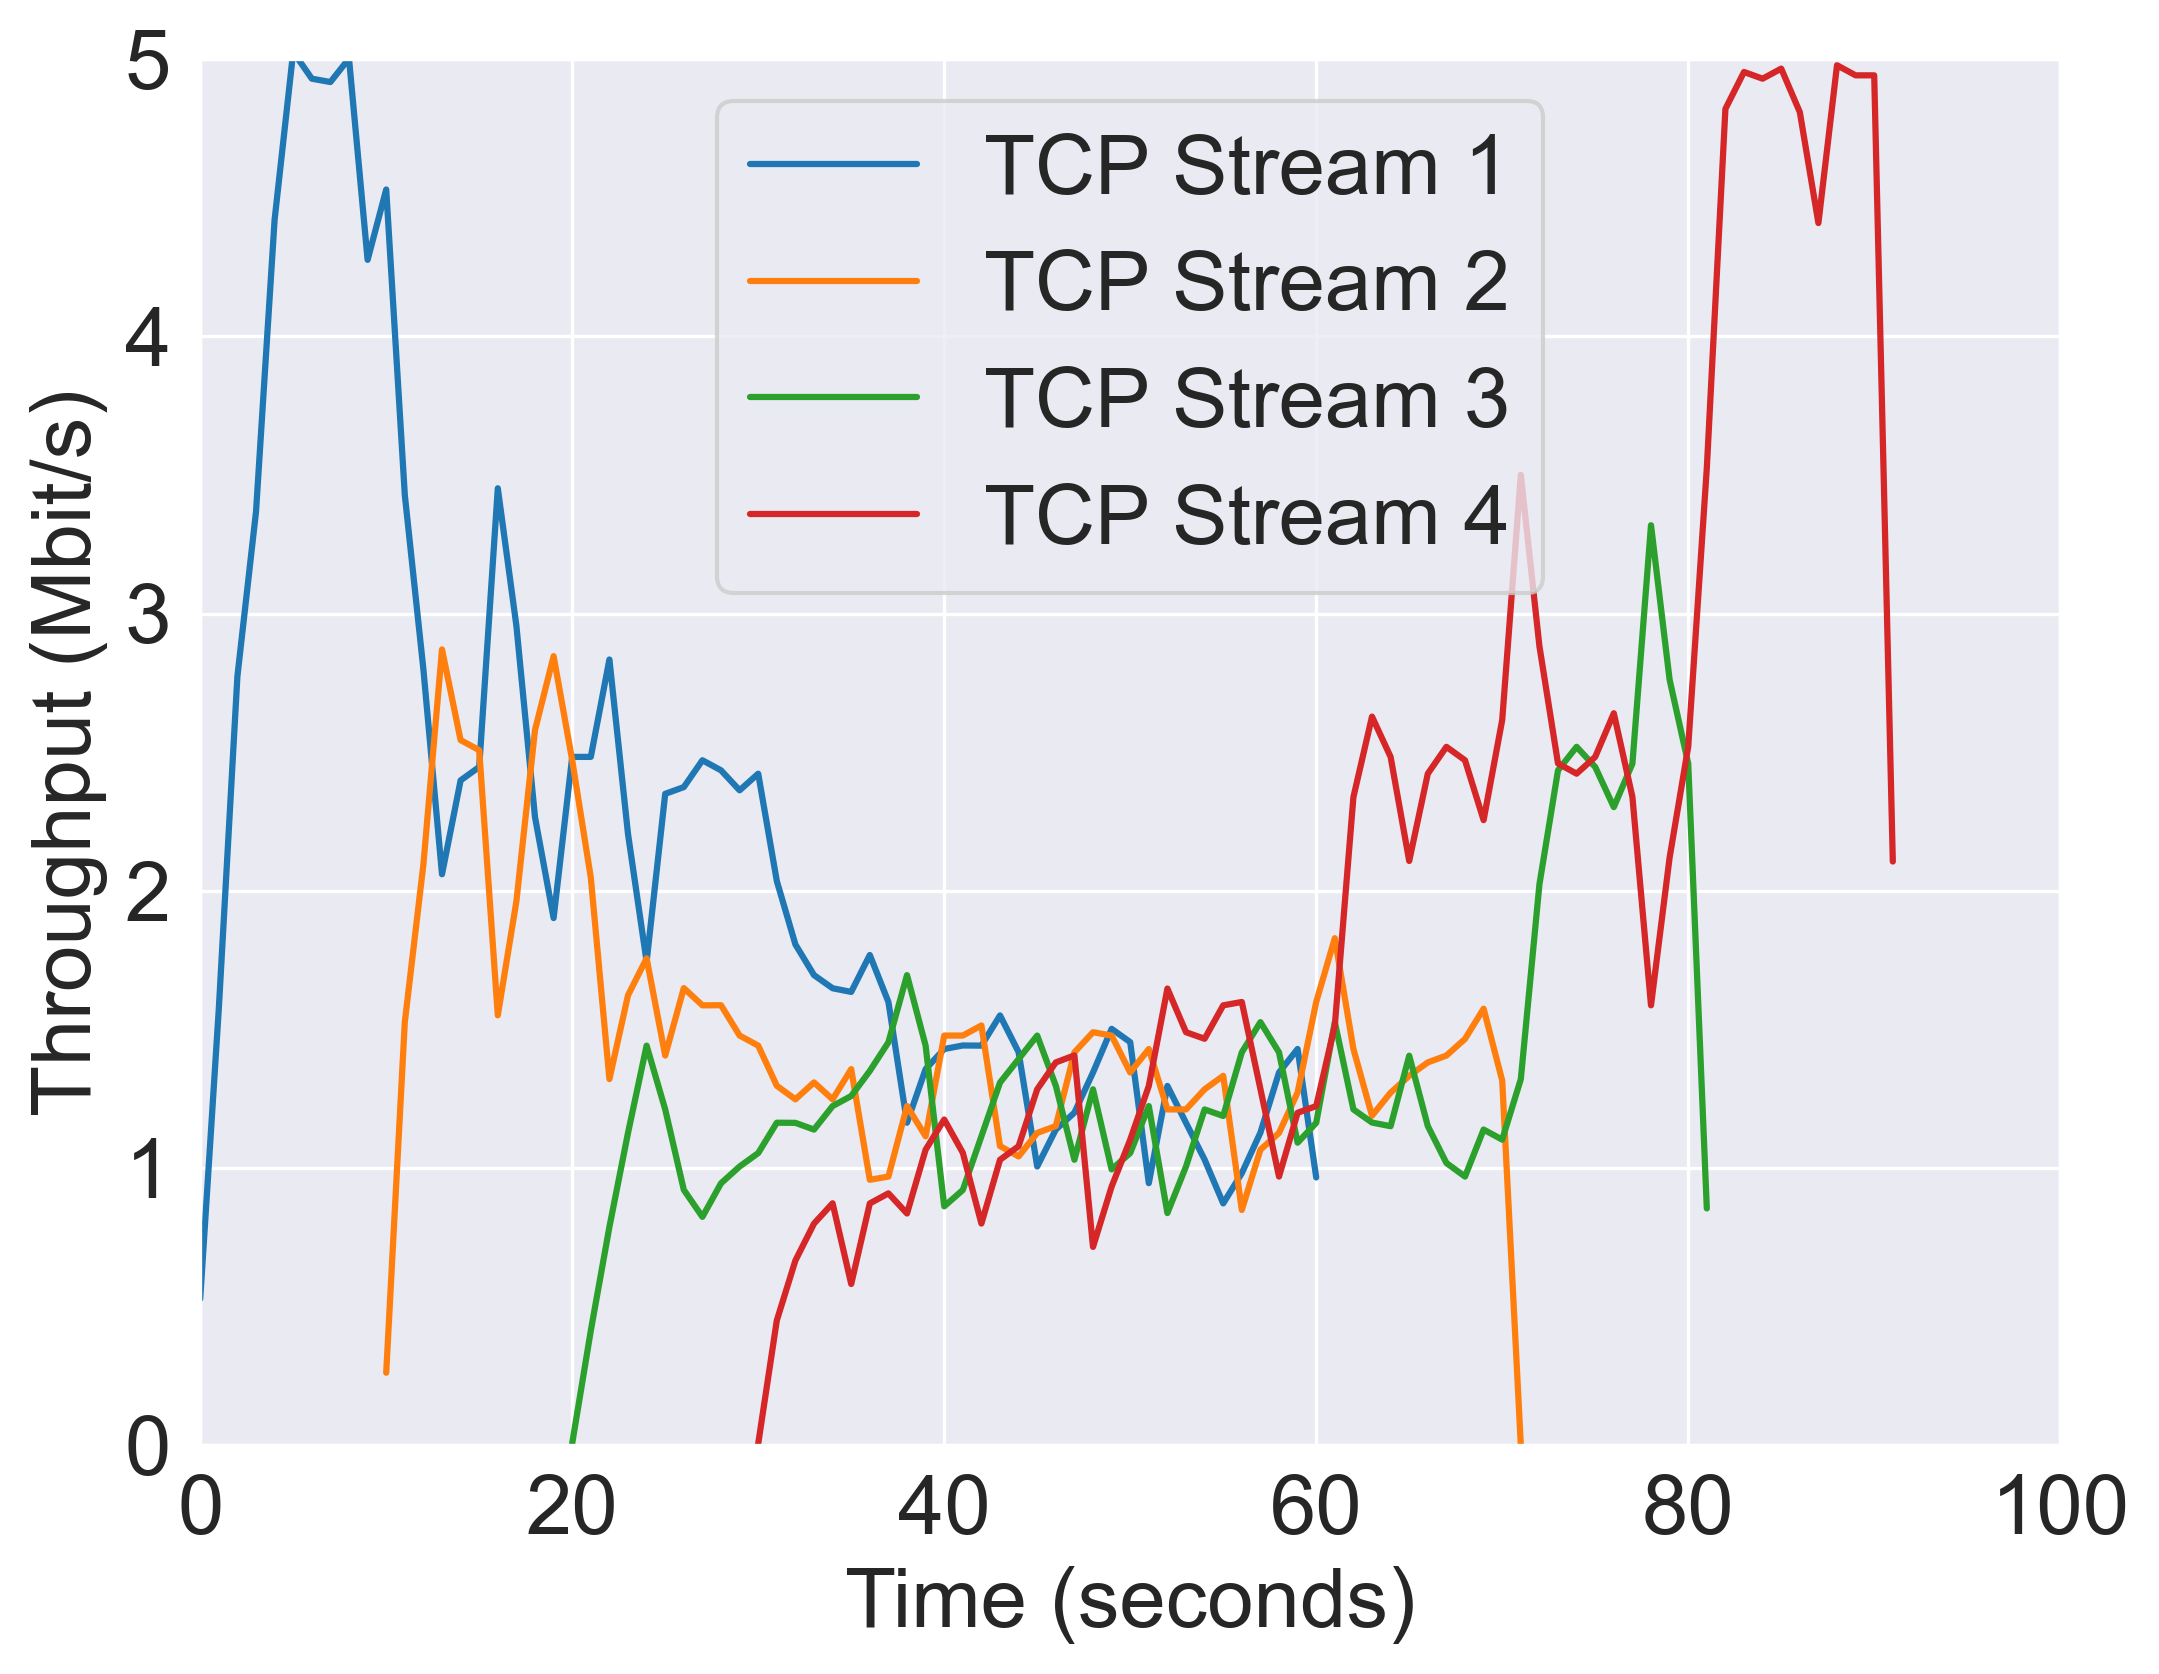 5
4
3
2
1
0
0 20 40 60 80 100
Throughput (Mbit/s)
Time (seconds)
TCP Stream 1
TCP Stream 2
TCP Stream 3
TCP Stream 4